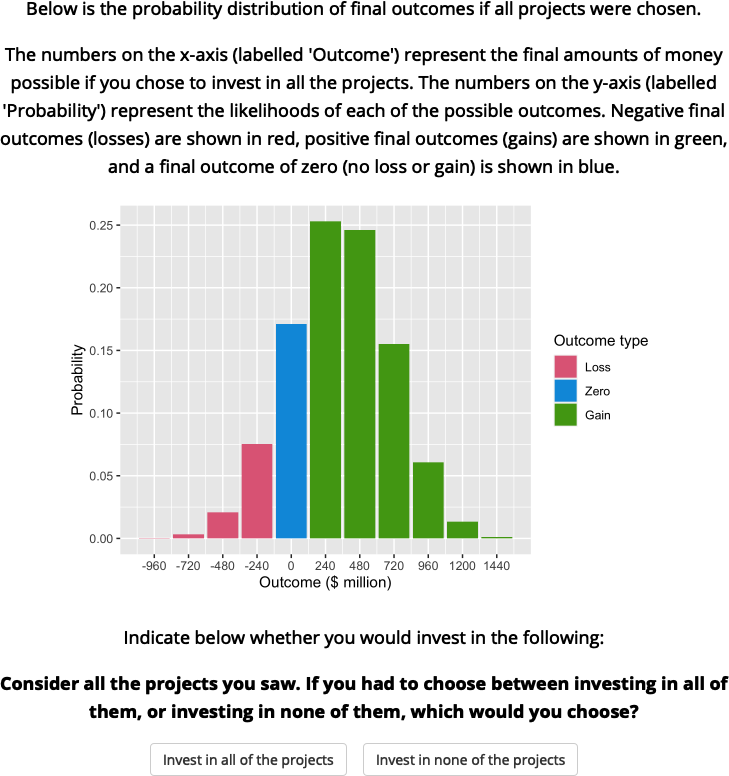 Below is the probability distribution of final outcomes if all projects were chosen.
The numbers on the x-axis (labelled 'Outcome') represent the final amounts of money
possible if you chose to invest in all the projects. The numbers on the y-axis (labelled
'Probability') represent the likelihoods of each of the possible outcomes. Negative final
outcomes (losses) are shown in red, positive final outcomes (gains) are shown in green,
and a final outcome of zero (no loss or gain) is shown in blue.
0.25
0.20
0.15
0.10
0.05
0.00
Probability
-960 -720 -480 -240 0 240 480 720 960 1200 1440
Outcome ($ million)
Outcome type
Loss
Zero
Gain
Indicate below whether you would invest in the following:
Consider all the projects you saw. If you had to choose between investing in all of
them, or investing in none of them, which would you choose?
Invest in all of the projects Invest in none of the projects